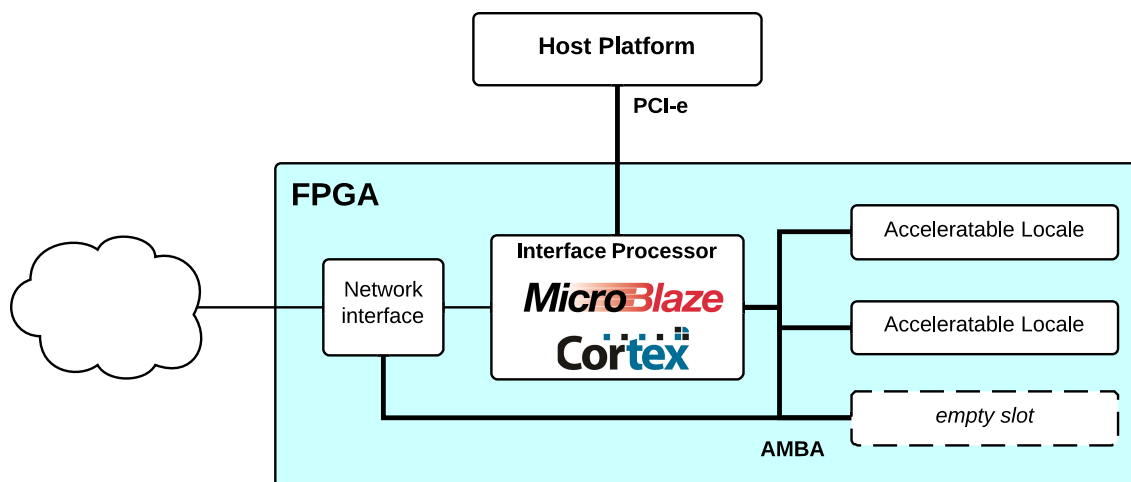 Host Platform
PCI-e
FPGA
Interface Processor
MicroBlaze
Cortex
Network
interface
Acceleratable Locale
Acceleratable Locale
empty slot
AMBA